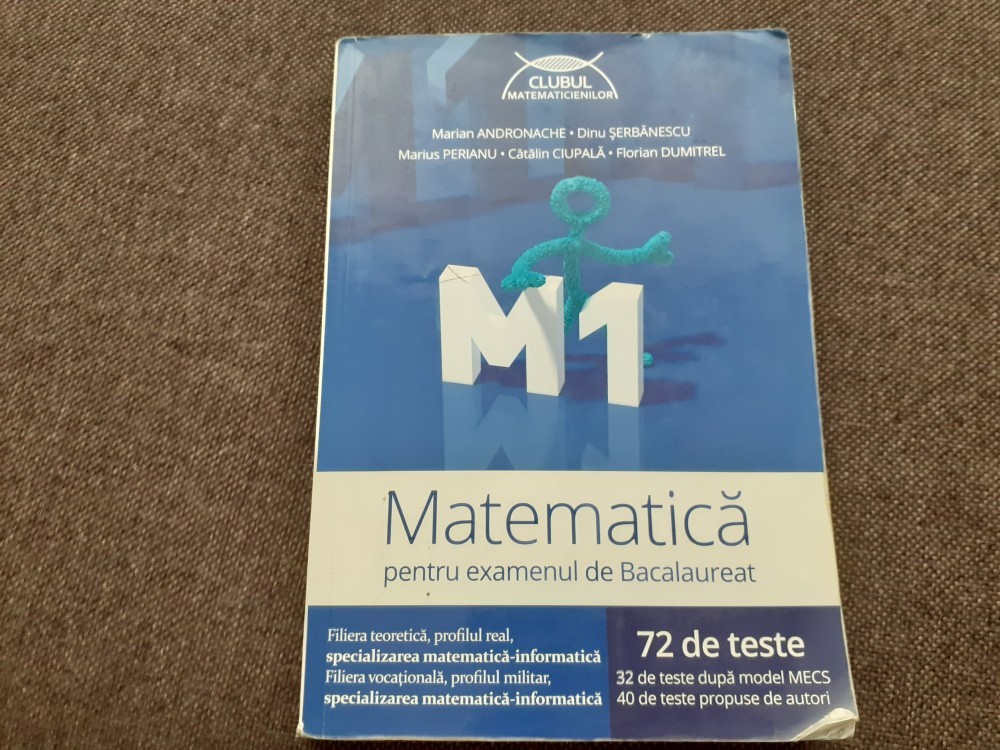 CLUBUL
MATEMATICIENILOR
Marian ANDRONACHE • Dinu ŞERBĂNESCU
Marius PERIANU • Cătălin CIUPALĂ • Florian DUMITREL
M1
Matematică
pentru examenul de Bacalaureat
Filiera teoretică, profilul real,
specializarea matematică-informatică
Filiera vocaţională, profilul militar,
specializarea matematică-informatică
72 de teste
32 de teste după model MECS
40 de teste propuse de autori